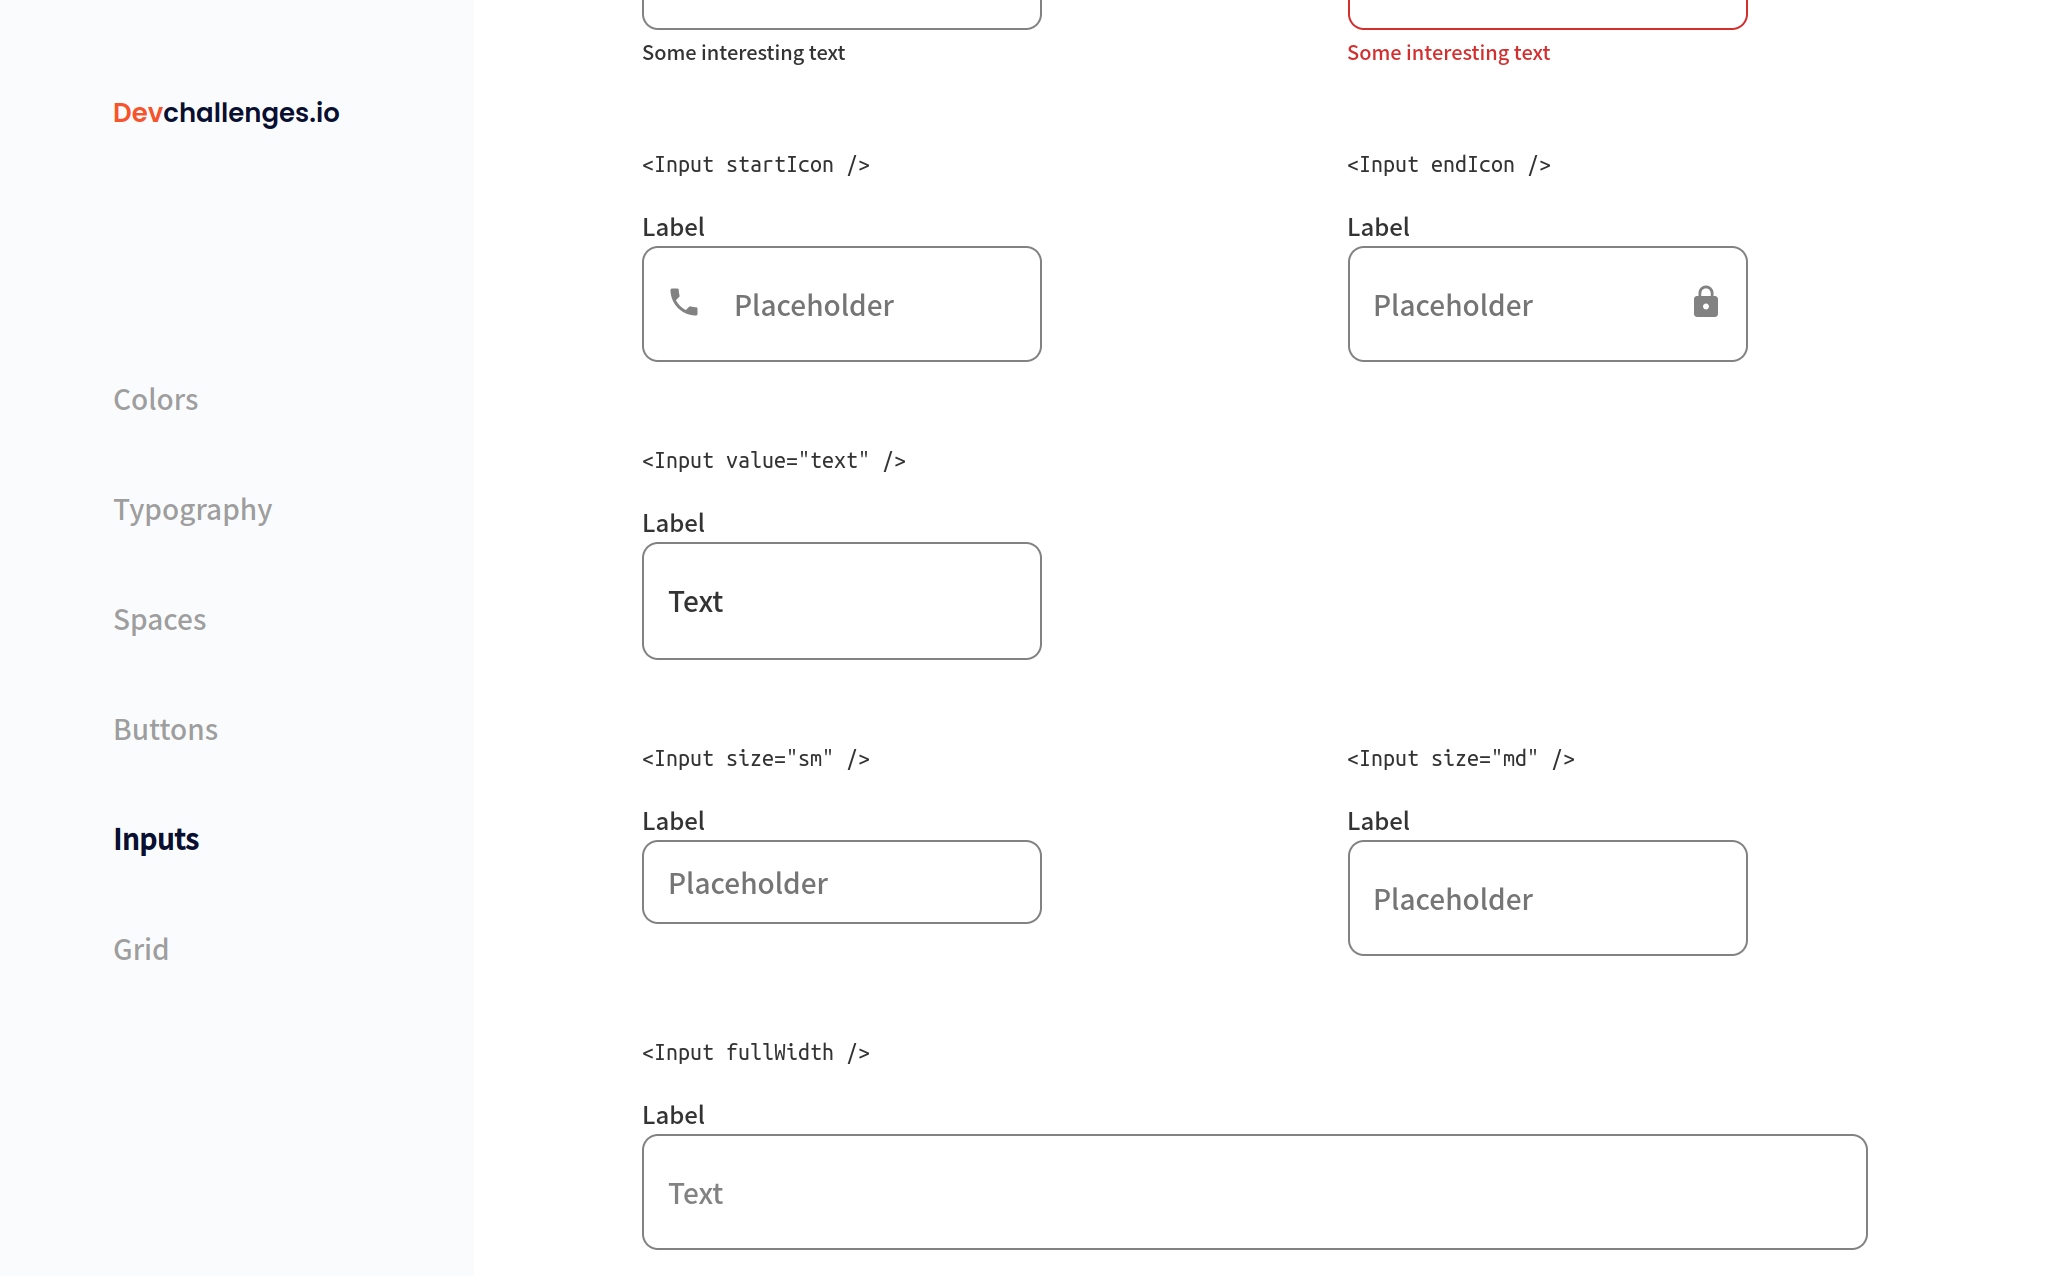 Devchallenges.io
Colors
Typography
Spaces
Buttons
Inputs
Grid
Some interesting text
Some interesting text
<Input startIcon />
<Input endIcon />
Label
Label
Placeholder
Placeholder
<Input value="text" />
Label
Text
<Input size="sm" />
<Input size="md" />
Label
Label
Placeholder
Placeholder
<Input fullWidth />
Label
Text